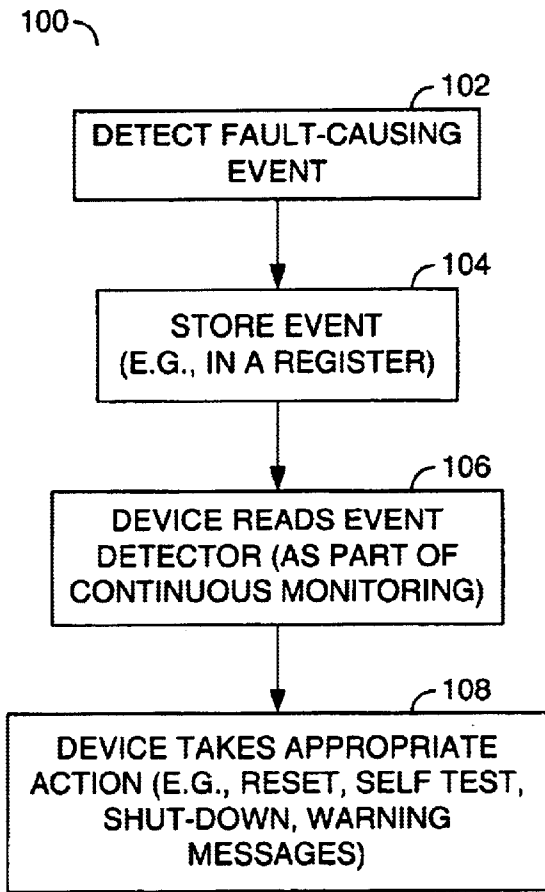 100
102
DETECT FAULT-CAUSING
EVENT
104
STORE EVENT
(E.G., IN A REGISTER)
106
DEVICE READS EVENT
DETECTOR (AS PART OF
CONTINUOUS MONITORING)
108
DEVICE TAKES APPROPRIATE
ACTION (E.G., RESET, SELF TEST,
SHUT-DOWN, WARNING
MESSAGES)